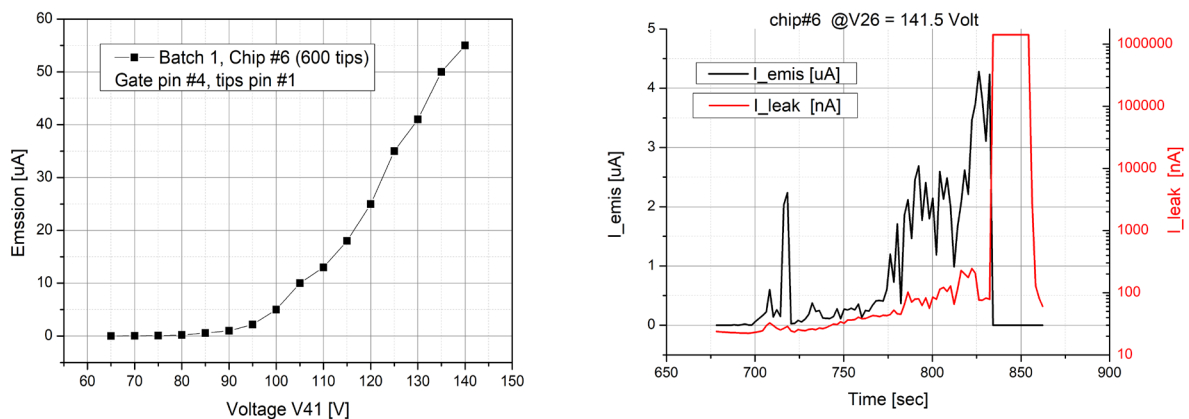 60
50
40
30
20
10
0
Emssion [uA]
Batch 1, Chip #6 (600 tips)
Gate pin #4, tips pin #1
60 70 80 90 100 110 120 130 140 150
Voltage V41 [V]
chip#6 @V26 = 141.5 Volt
5
4
3
2
1
0
I_emis [uA]
I_emis [uA]
I_leak [nA]
1000000
100000
10000
1000
100
10
I_leak [nA]
650 700 750 800 850 900
Time [sec]